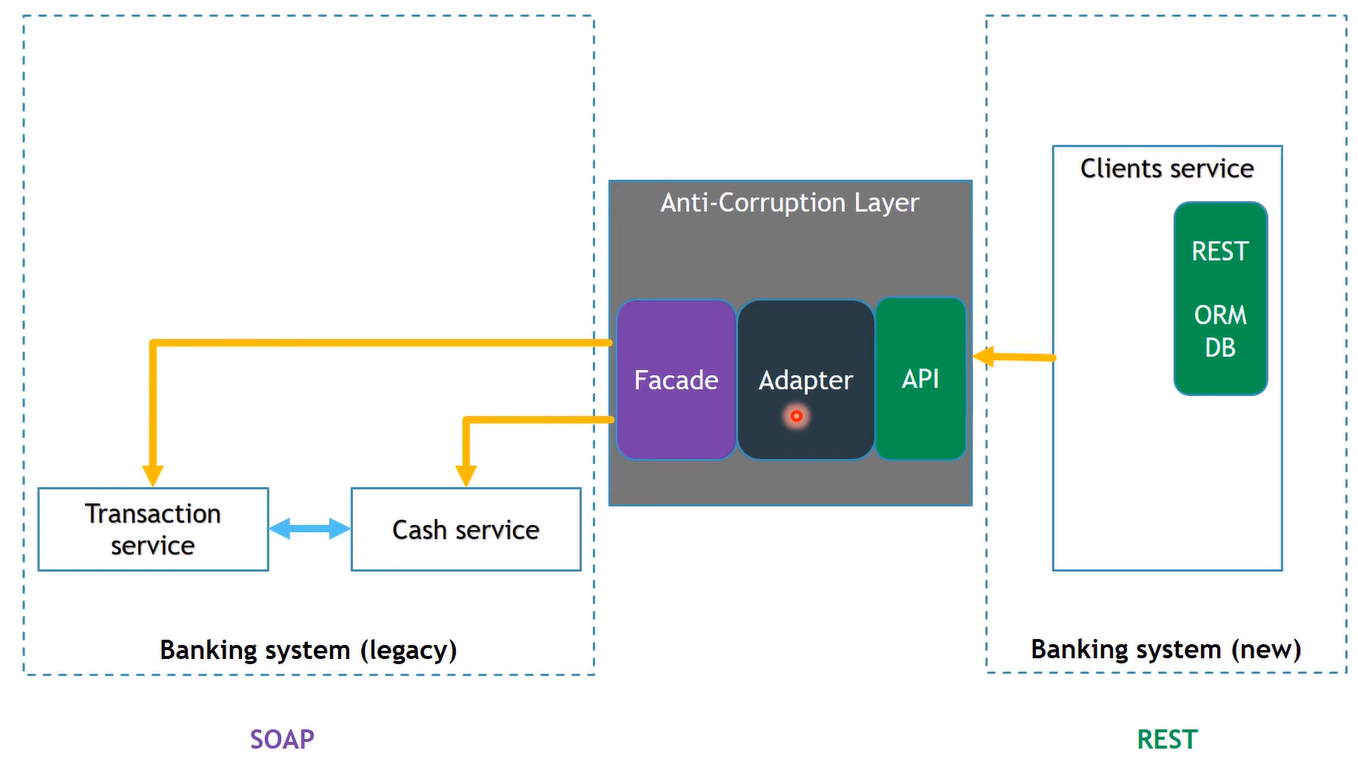 Anti-Corruption Layer
Facade
Adapter
API
Clients service
REST
ORM
DB
Transaction
service
Cash service
Banking system (legacy)
Banking system (new)
SOAP
REST